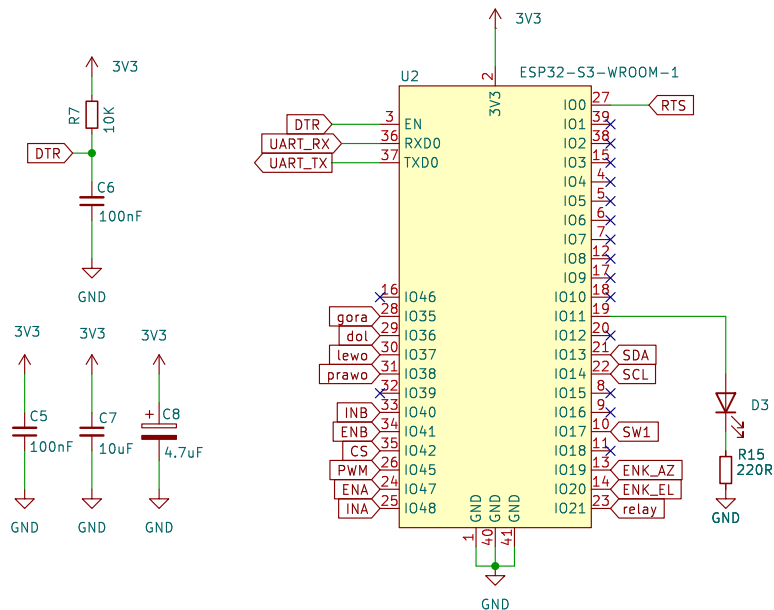 3V3
R7
10K
DTR
C6
100nF
GND
3V3
3V3
3V3
C5
100nF
C7
10uF
+
C8
4.7uF
GND
GND
GND
3V3
U2
ESP32-S3-WROOM-1
2
3V3
DTR 3 EN
UART_RX 36 RXD0
UART_TX 37 TXD0
16 IO46
gora 28 IO35
dol 29 IO36
lewo 30 IO37
prawo 31 IO38
32 IO39
INB 33 IO40
ENB 34 IO41
CS 35 IO42
PWM 26 IO45
ENA 24 IO47
INA 25 IO48
IO0 27 RTS
IO1 39
IO2 38
IO3 15
IO4 4
IO5 5
IO6 6
IO7 7
IO8 12
IO9 17
IO10 18
IO11 19
IO12 20
IO13 21 SDA
IO14 22 SCL
IO15 8
IO16 9
IO17 10 SW1
IO18 11
IO19 13 ENK_AZ
IO20 14 ENK_EL
IO21 23 relay
GND GND GND
1 40 41
GND
D3
R15
220R
GND